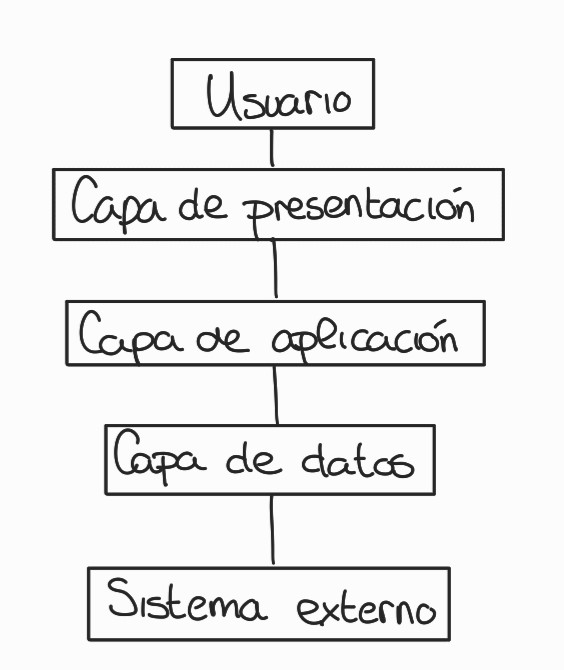 Usuario
Capa de presentación
Capa de aplicación
Capa de datos
Sistema externo